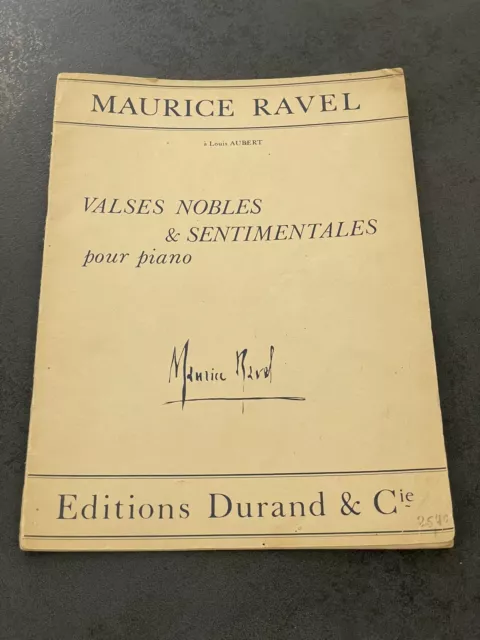 MAURICE RAVEL
à Louis AUBERT
VALSES NOBLES
& SENTIMENTALES
pour piano
Maurice Ravel
Editions Durand & Cie